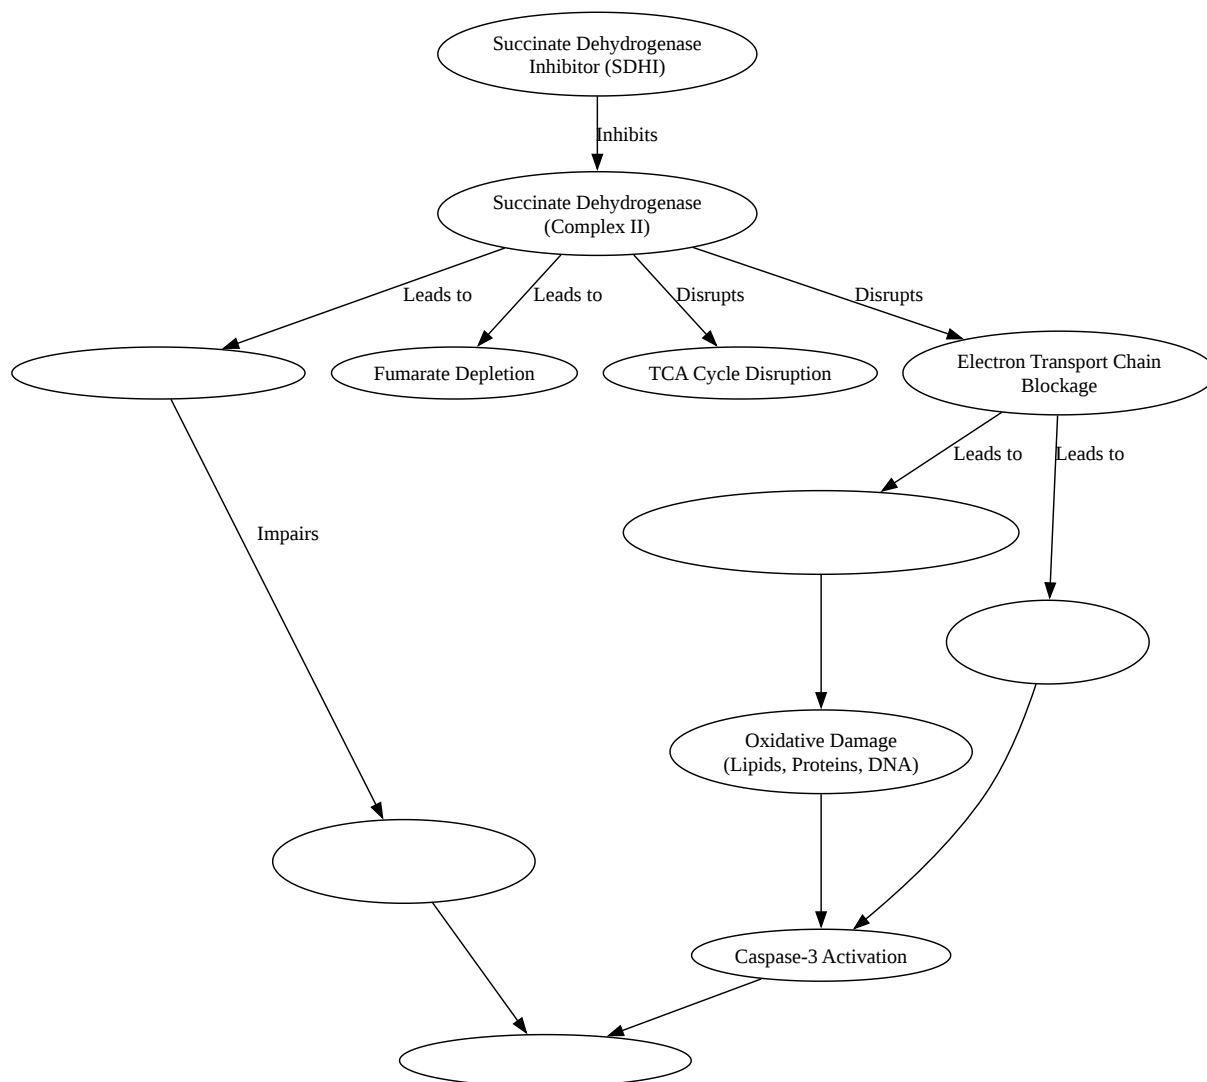 Succinate Dehydrogenase
Inhibitor (SDHI)
Inhibits
Succinate Dehydrogenase
(Complex II)
Leads to
Leads to
Disrupts
Disrupts
Fumarate Depletion
TCA Cycle Disruption
Electron Transport Chain
Blockage
Leads to
Leads to
Impairs
Oxidative Damage
(Lipids, Proteins, DNA)
Caspase-3 Activation